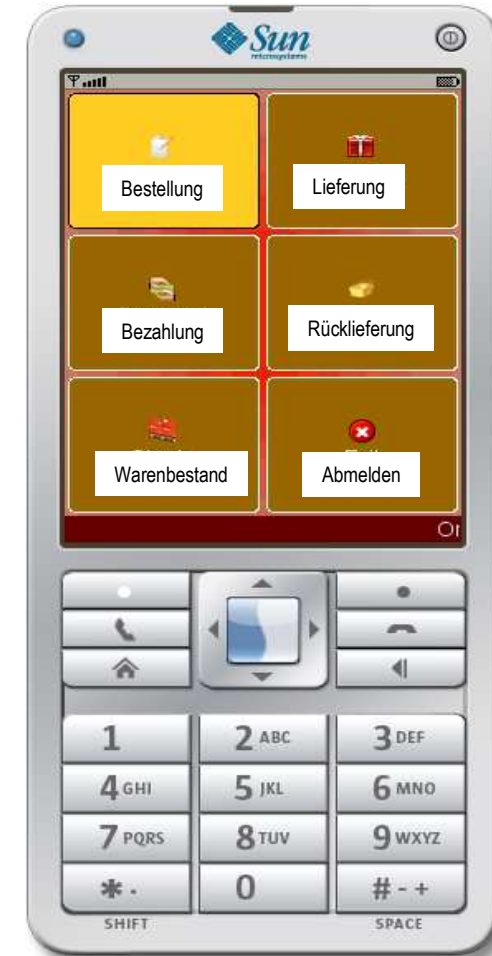 Sun
microsystems
Bestellung
Lieferung
Bezahlung
Rücklieferung
Warenbestand
Abmelden
1
2 ABC
3 DEF
4 GHI
5 JKL
6 MNO
7 PQRS
8 TUV
9 WXYZ
* .
0
# - +
SHIFT
SPACE